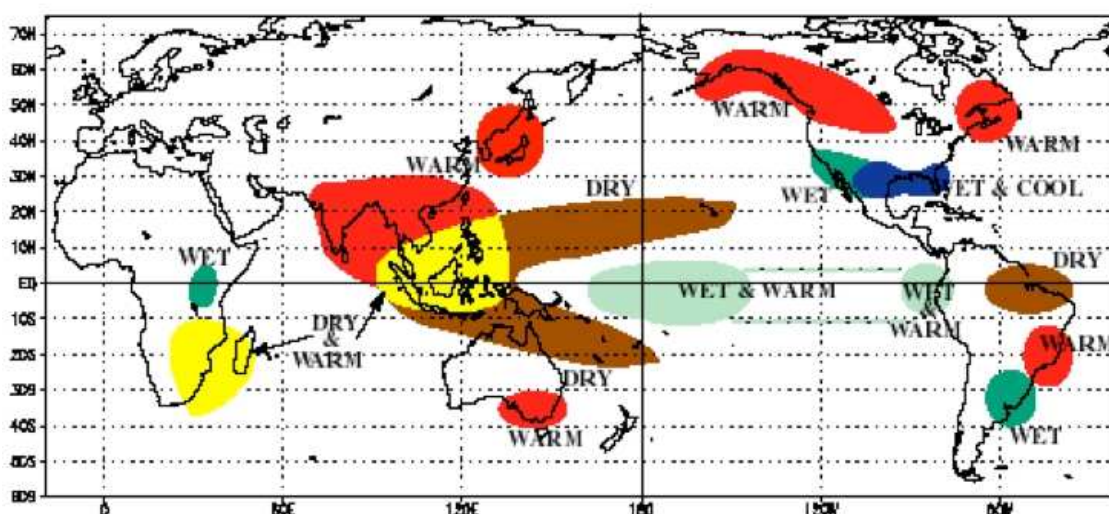 70N
60N
WARM
50N
WARM
40N
WARM
30N
DRY
WET
WET & COOL
20N
10N
WET
DRY
EQ
WET & WARM
WET
&
WARM
10S
DRY
&
WARM
20S
WARM
DRY
30S
40S
WARM
WET
50S
60S
0
60E
120E
180
120W
60W